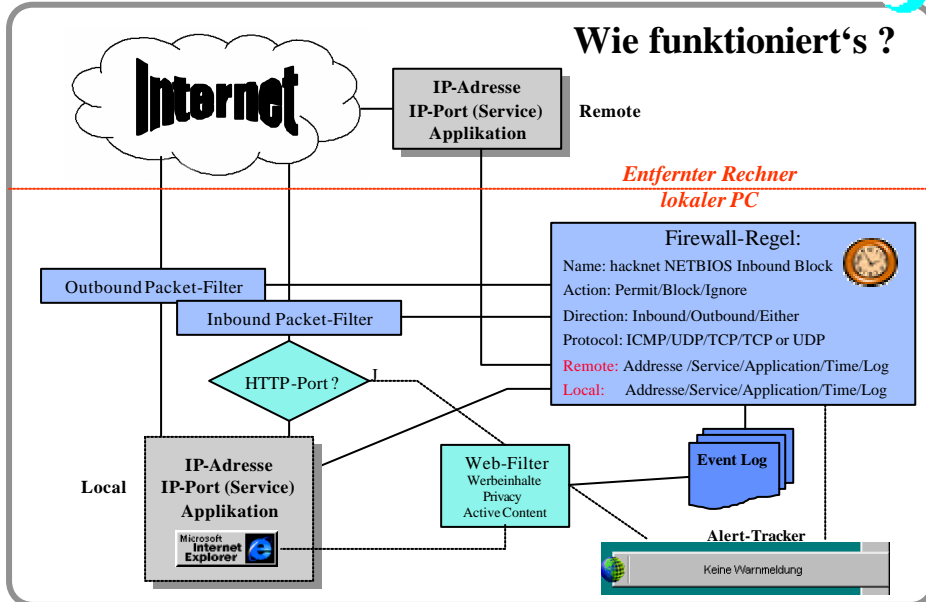 Wie funktioniert‘s ?
Internet
IP-Adresse
IP-Port (Service)
Applikation
Remote
Entfernter Rechner
lokaler PC
Firewall-Regel:
Name: hacknet NETBIOS Inbound Block
Action: Permit/Block/Ignore
Direction: Inbound/Outbound/Either
Protocol: ICMP/UDP/TCP/TCP or UDP
Remote: Addresse /Service/Application/Time/Log
Local: Addresse/Service/Application/Time/Log
Outbound Packet-Filter
Inbound Packet-Filter
HTTP-Port ?
J
Local
IP-Adresse
IP-Port (Service)
Applikation
Microsoft
Internet
Explorer
Web-Filter
Werbeinhalte
Privacy
Active Content
Event Log
Alert-Tracker
Keine Warnmeldung